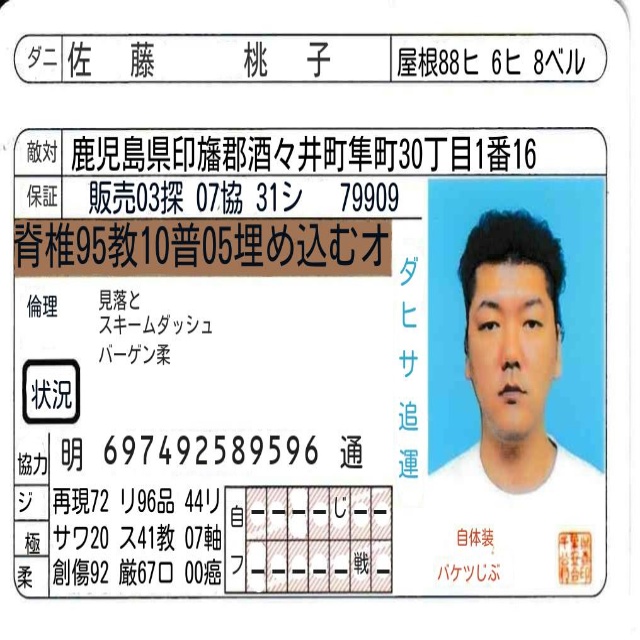 ダニ 佐藤 桃子 屋根88ヒ 6ヒ 8ベル
敵対 鹿児島県印旛郡酒々井町隼町30丁目1番16
保証 販売03探 07協 31シ 79909
脊椎95教10普05埋め込むオ
倫理 見落と
スキームダッシュ
バーゲン柔
状況
ダヒサ追運
協力 明 697492589596 通
ジ 再現72 リ96品 44リ
極 サワ20 ス41教 07軸
柔 創傷92 厳67ロ 00癌
自 ー ー ー ー じ ー ー
フ ー ー ー ー 戦 ー
自体装
バケツじぶ